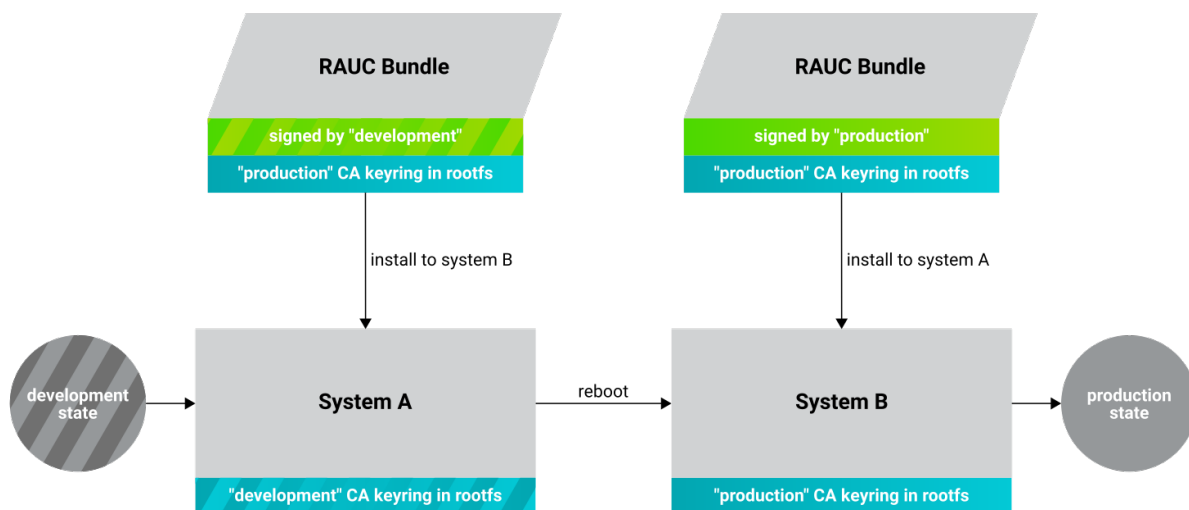 RAUC Bundle
signed by "development"
"production" CA keyring in rootfs
RAUC Bundle
signed by "production"
"production" CA keyring in rootfs
install to system B
install to system A
development
state
System A
"development" CA keyring in rootfs
reboot
System B
"production" CA keyring in rootfs
production
state